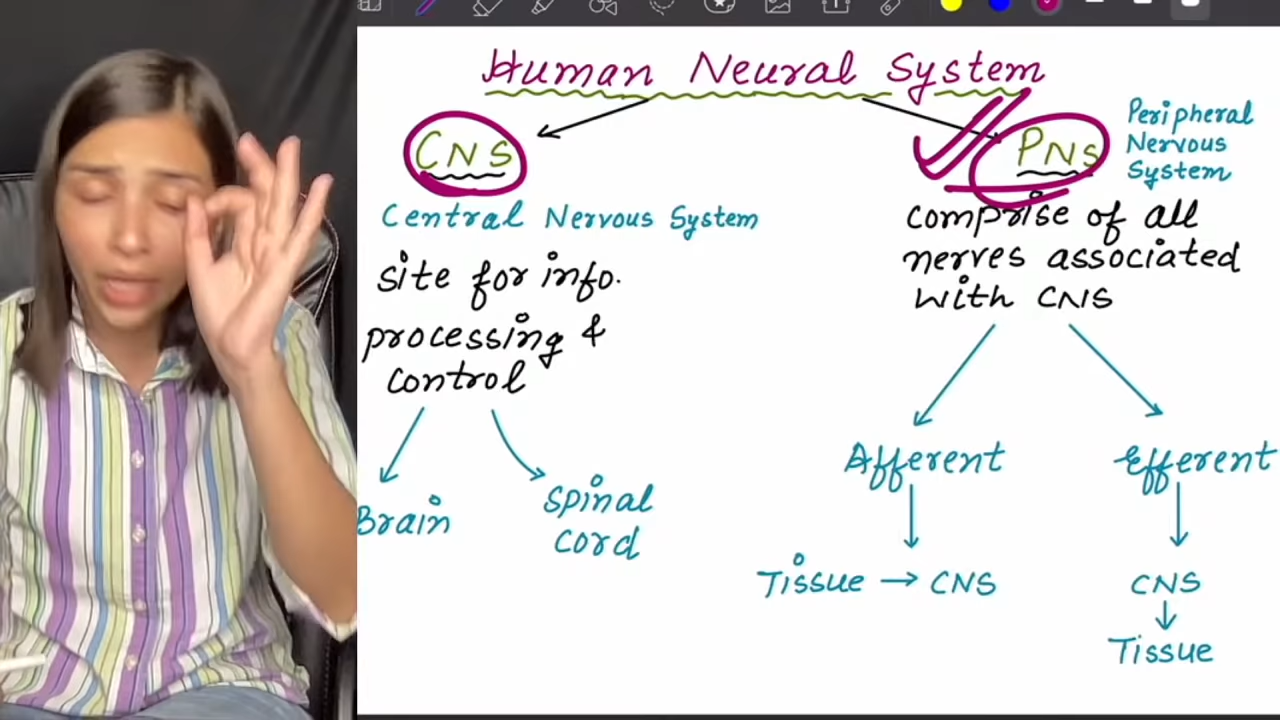 Human Neural System
CNS
PNS
Peripheral
Nervous
System
Central Nervous System
site for info.
processing &
control
comprise of all
nerves associated
with CNS
Brain
Spinal
cord
Afferent
Efferent
Tissue → CNS
CNS
↓
Tissue